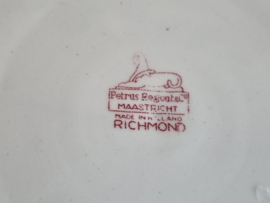 Petrus Regout
MAASTRICHT
MADE IN HOLLAND
RICHMOND